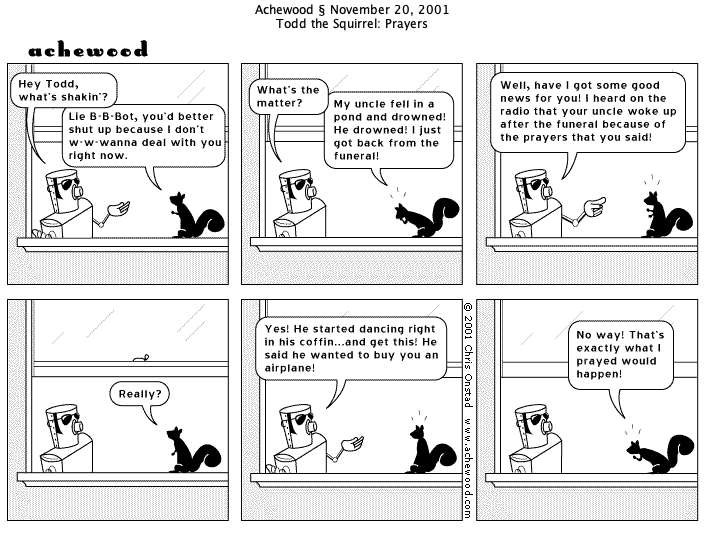 Achewood § November 20, 2001
Todd the Squirrel: Prayers
achewood
Hey Todd,
what's shakin'?
Lie B-B-Bot, you'd better
shut up because I don't
w-w-wanna deal with you
right now.
What's the
matter?
My uncle fell in a
pond and drowned!
He drowned! I just
got back from the
funeral!
Well, have I got some good
news for you! I heard on the
radio that your uncle woke up
after the funeral because of
the prayers that you said!
Really?
Yes! He started dancing right
in his coffin...and get this! He
said he wanted to buy you an
airplane!
No way! That's
exactly what I
prayed would
happen!
© 2001 Chris Onstad www.achewood.com